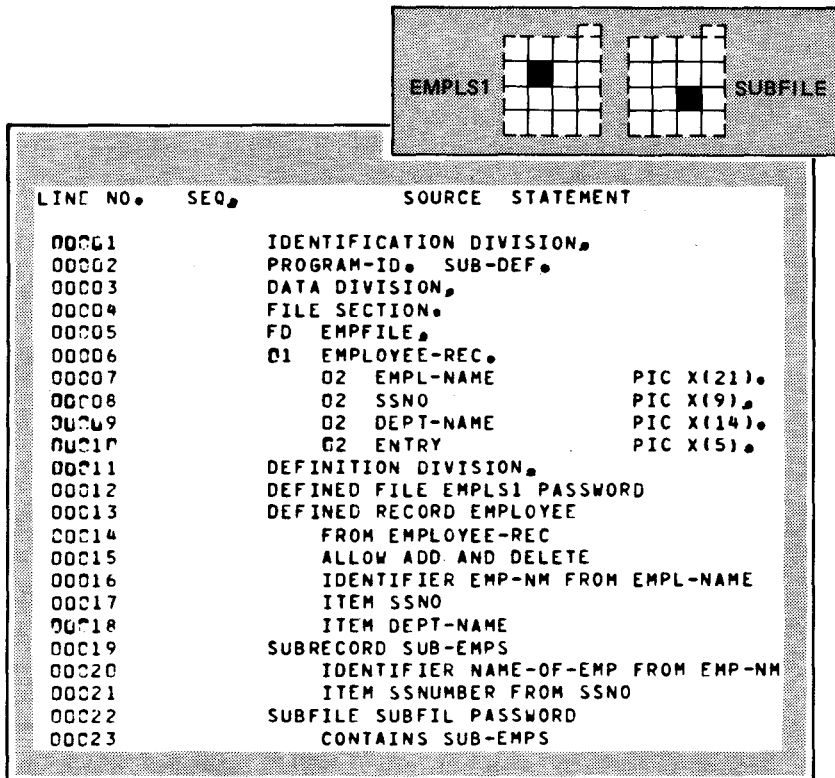 EMPLS1 SUBFILE
LINE NO. SEQ. SOURCE STATEMENT
00001 IDENTIFICATION DIVISION.
00002 PROGRAM-ID. SUB-DEF.
00003 DATA DIVISION.
00004 FILE SECTION.
00005 FD EMPFILE.
00006 01 EMPLOYEE-REC.
00007 02 EMPL-NAME PIC X(21).
00008 02 SSNO PIC X(9).
00009 02 DEPT-NAME PIC X(14).
00010 02 ENTRY PIC X(5).
00011 DEFINITION DIVISION.
00012 DEFINED FILE EMPLS1 PASSWORD
00013 DEFINED RECORD EMPLOYEE
00014 FROM EMPLOYEE-REC
00015 ALLOW ADD AND DELETE
00016 IDENTIFIER EMP-NM FROM EMPL-NAME
00017 ITEM SSNO
00018 ITEM DEPT-NAME
00019 SUBRECORD SUB-EMPS
00020 IDENTIFIER NAME-OF-EMP FROM EMP-NM
00021 ITEM SSNUMBER FROM SSNO
00022 SUBFILE SUBFIL PASSWORD
00023 CONTAINS SUB-EMPS